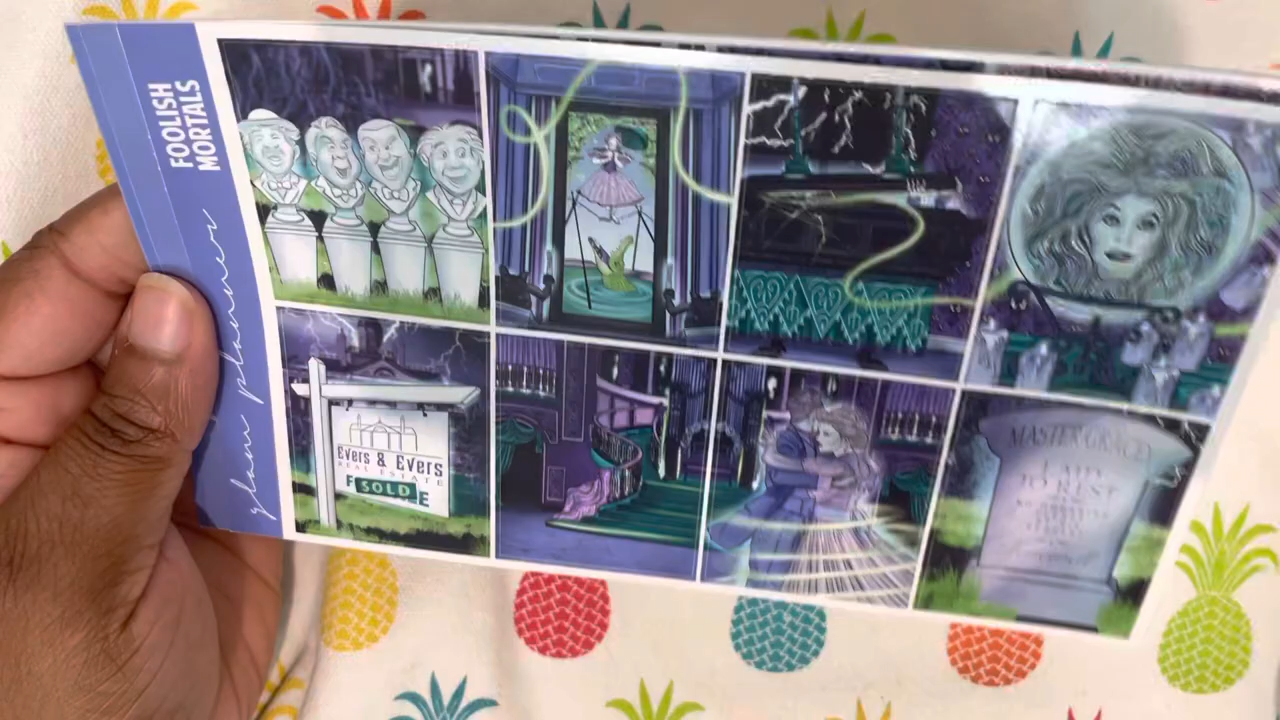 FOOLISH
MORTALS
glam planner
EVERS & EVERS
REAL ESTATE
F SOLD E
MASTER GRACEY
LAID
TO REST